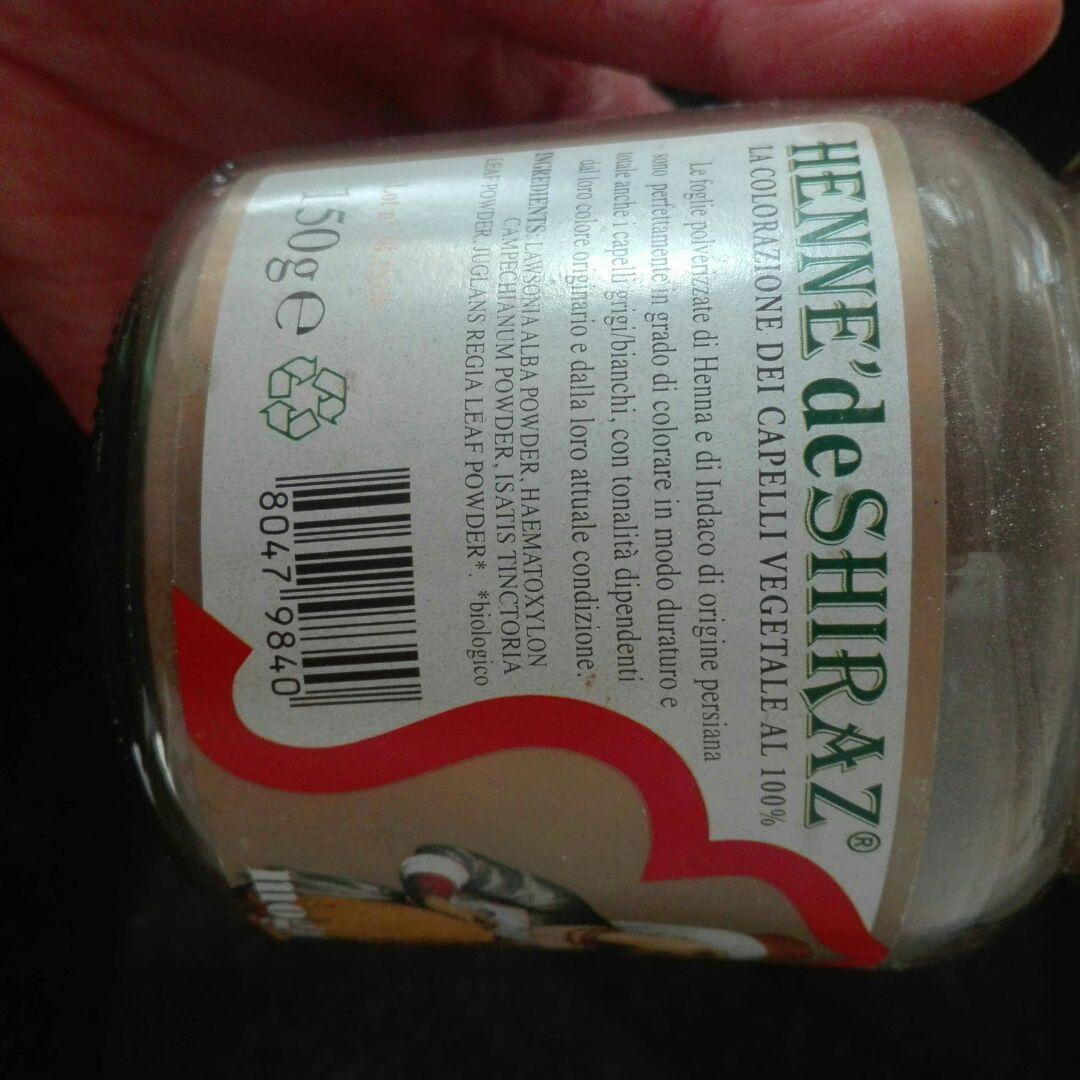 HENNE' de SHIRAZ®
LA COLORAZIONE DEI CAPELLI VEGETALE AL 100%
Le foglie polverizzate di Henna e di Indaco di origine persiana
sono perfettamente in grado di colorare in modo duraturo e
totale anche i capelli grigi/bianchi, con tonalità dipendenti
dal loro colore originario e dalla loro attuale condizione.
INGREDIENTS: LAWSONIA ALBA POWDER, HAEMATOXYLON
CAMPECHIANUM POWDER, ISATIS TINCTORIA
LEAF POWDER, JUGLANS REGIA LEAF POWDER*. *biologico
Lot n°
150g e
80479840